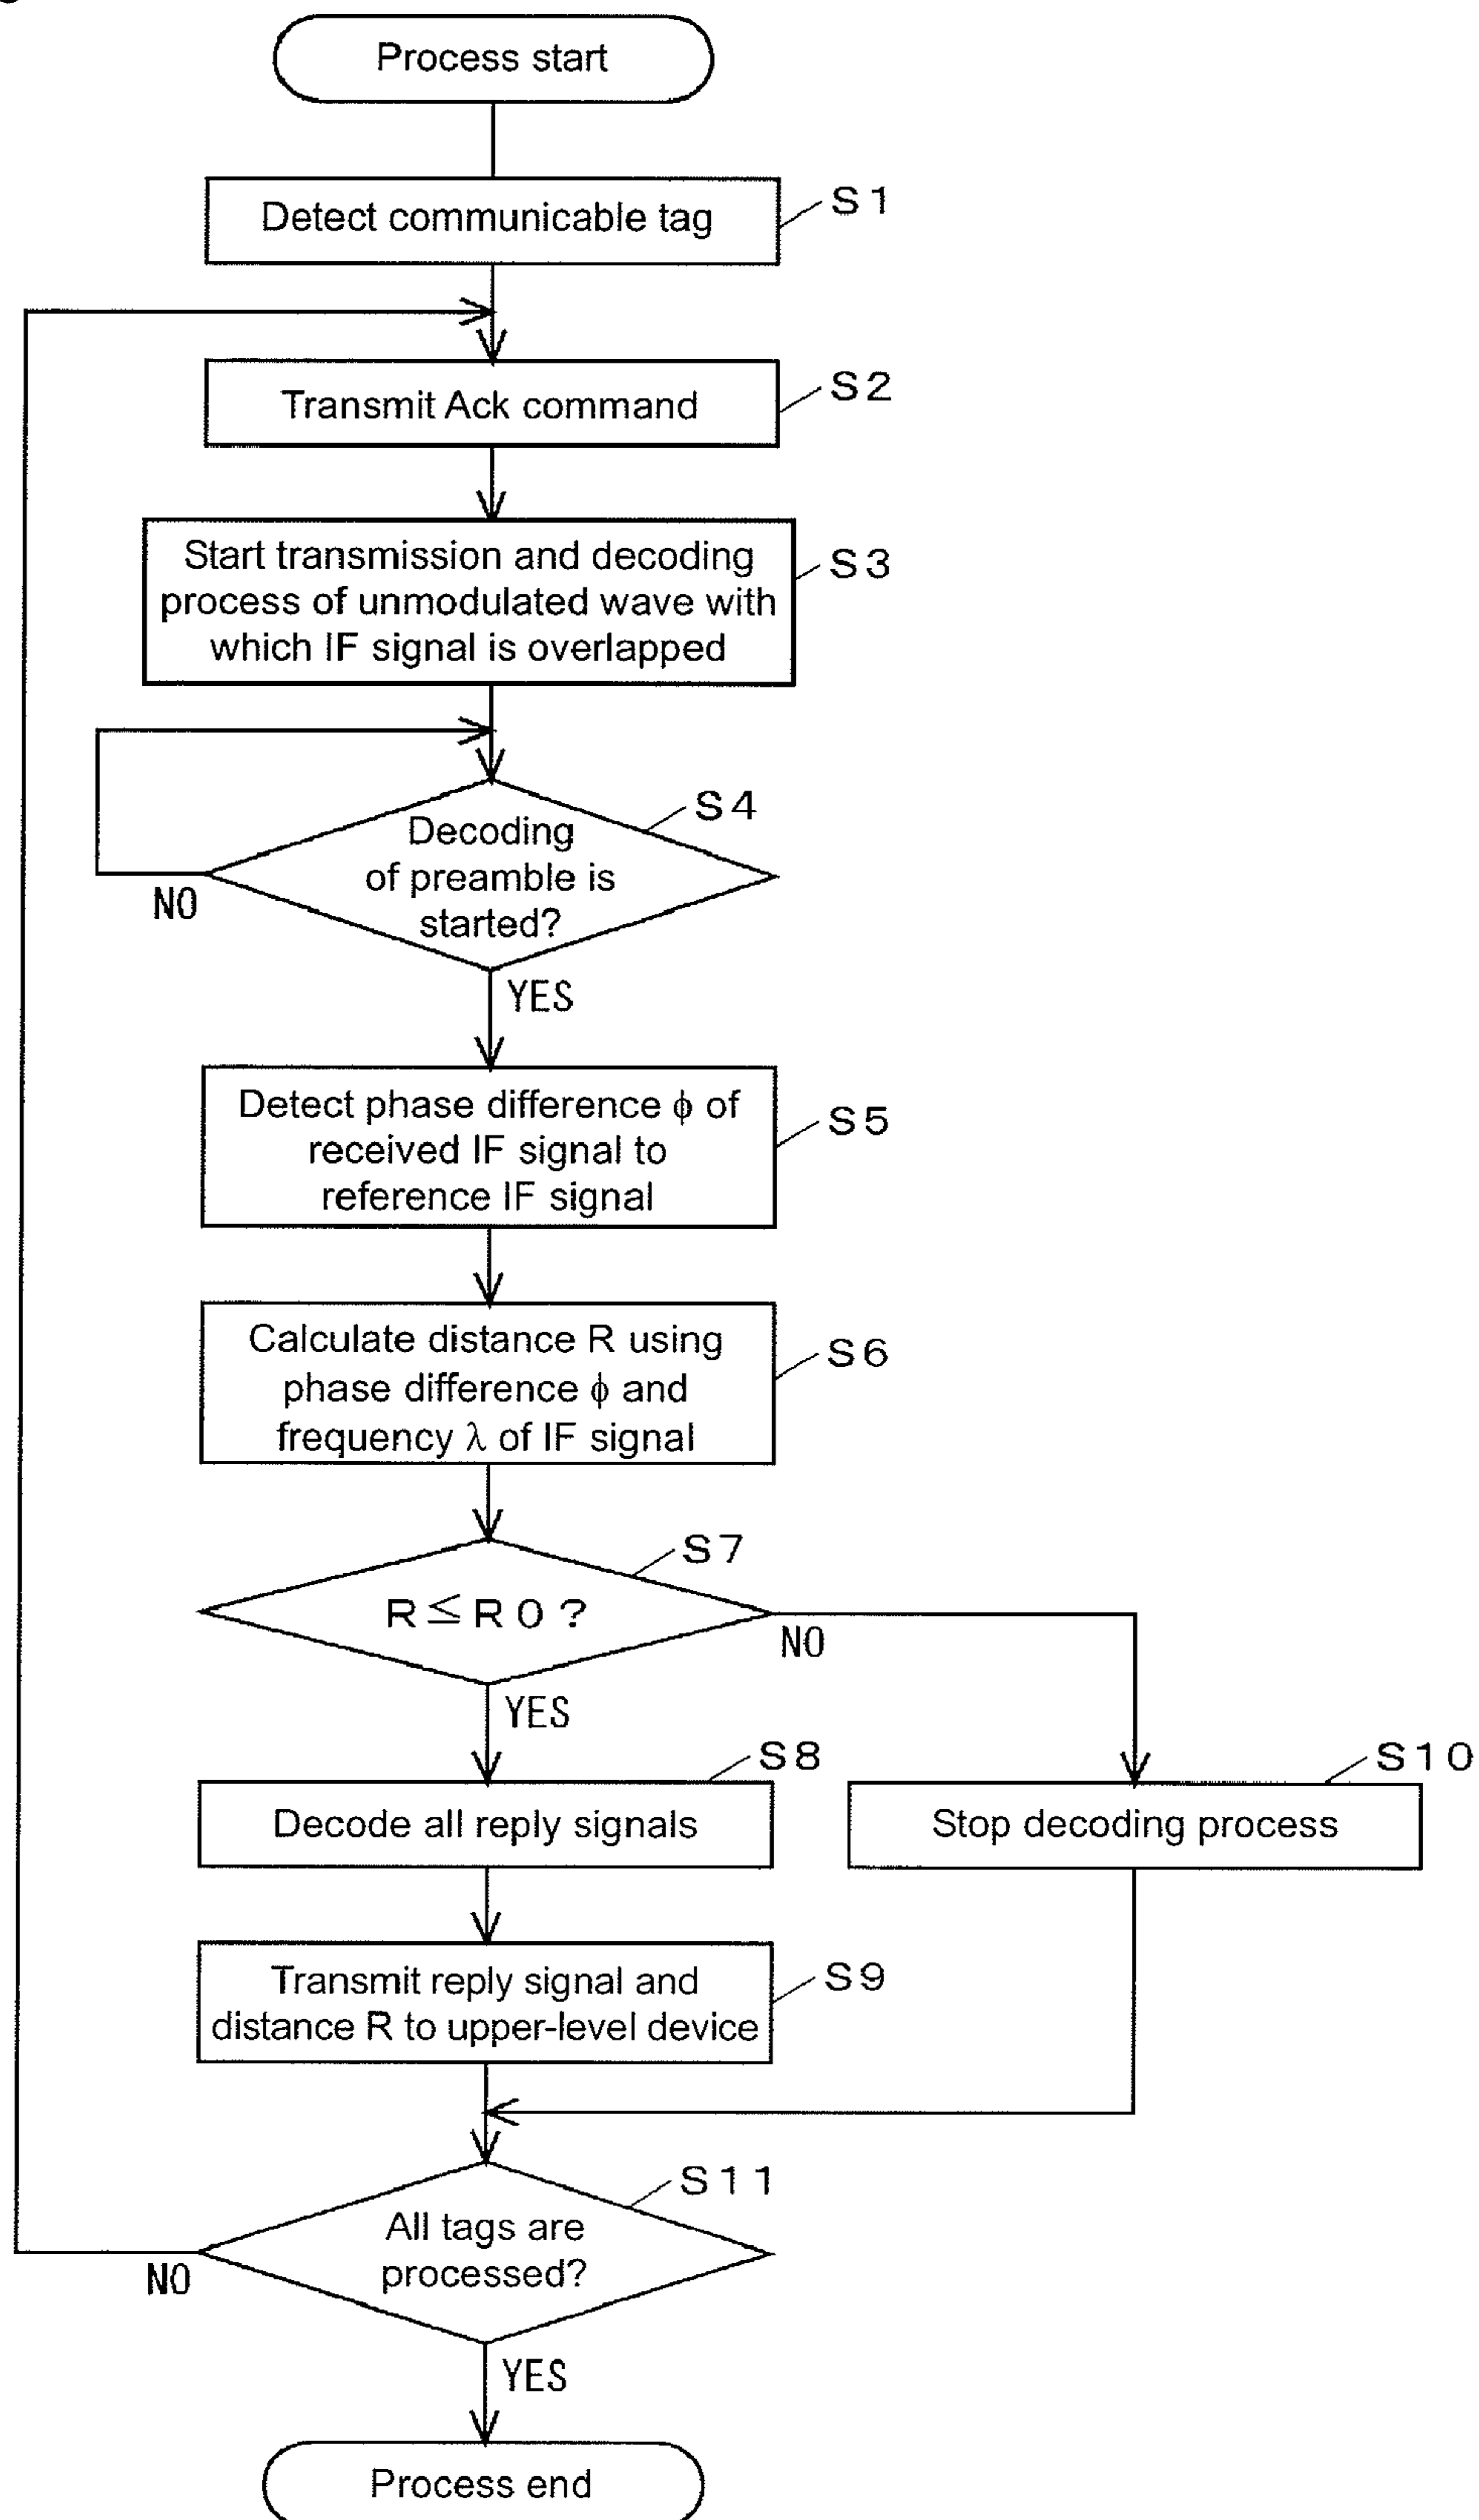 Process start
Detect communicable tag
S1
Transmit Ack command
S2
Start transmission and decoding
process of unmodulated wave with
which IF signal is overlapped
S3
S4
Decoding
of preamble is
started?
NO
YES
Detect phase difference ϕ of
received IF signal to
reference IF signal
S5
Calculate distance R using
phase difference ϕ and
frequency λ of IF signal
S6
S7
R≦R0?
NO
YES
S8
Decode all reply signals
S10
Stop decoding process
Transmit reply signal and
distance R to upper-level device
S9
S11
All tags are
processed?
NO
YES
Process end